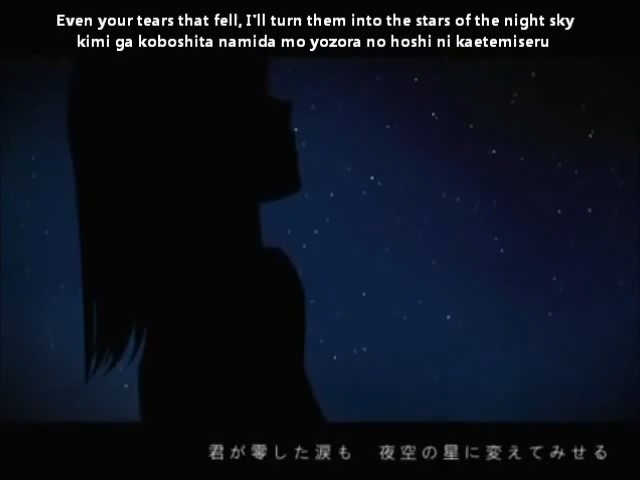 Even your tears that fell, I'll turn them into the stars of the night sky
kimi ga koboshita namida mo yozora no hoshi ni kaetemiseru
君が零した涙も　夜空の星に変えてみせる